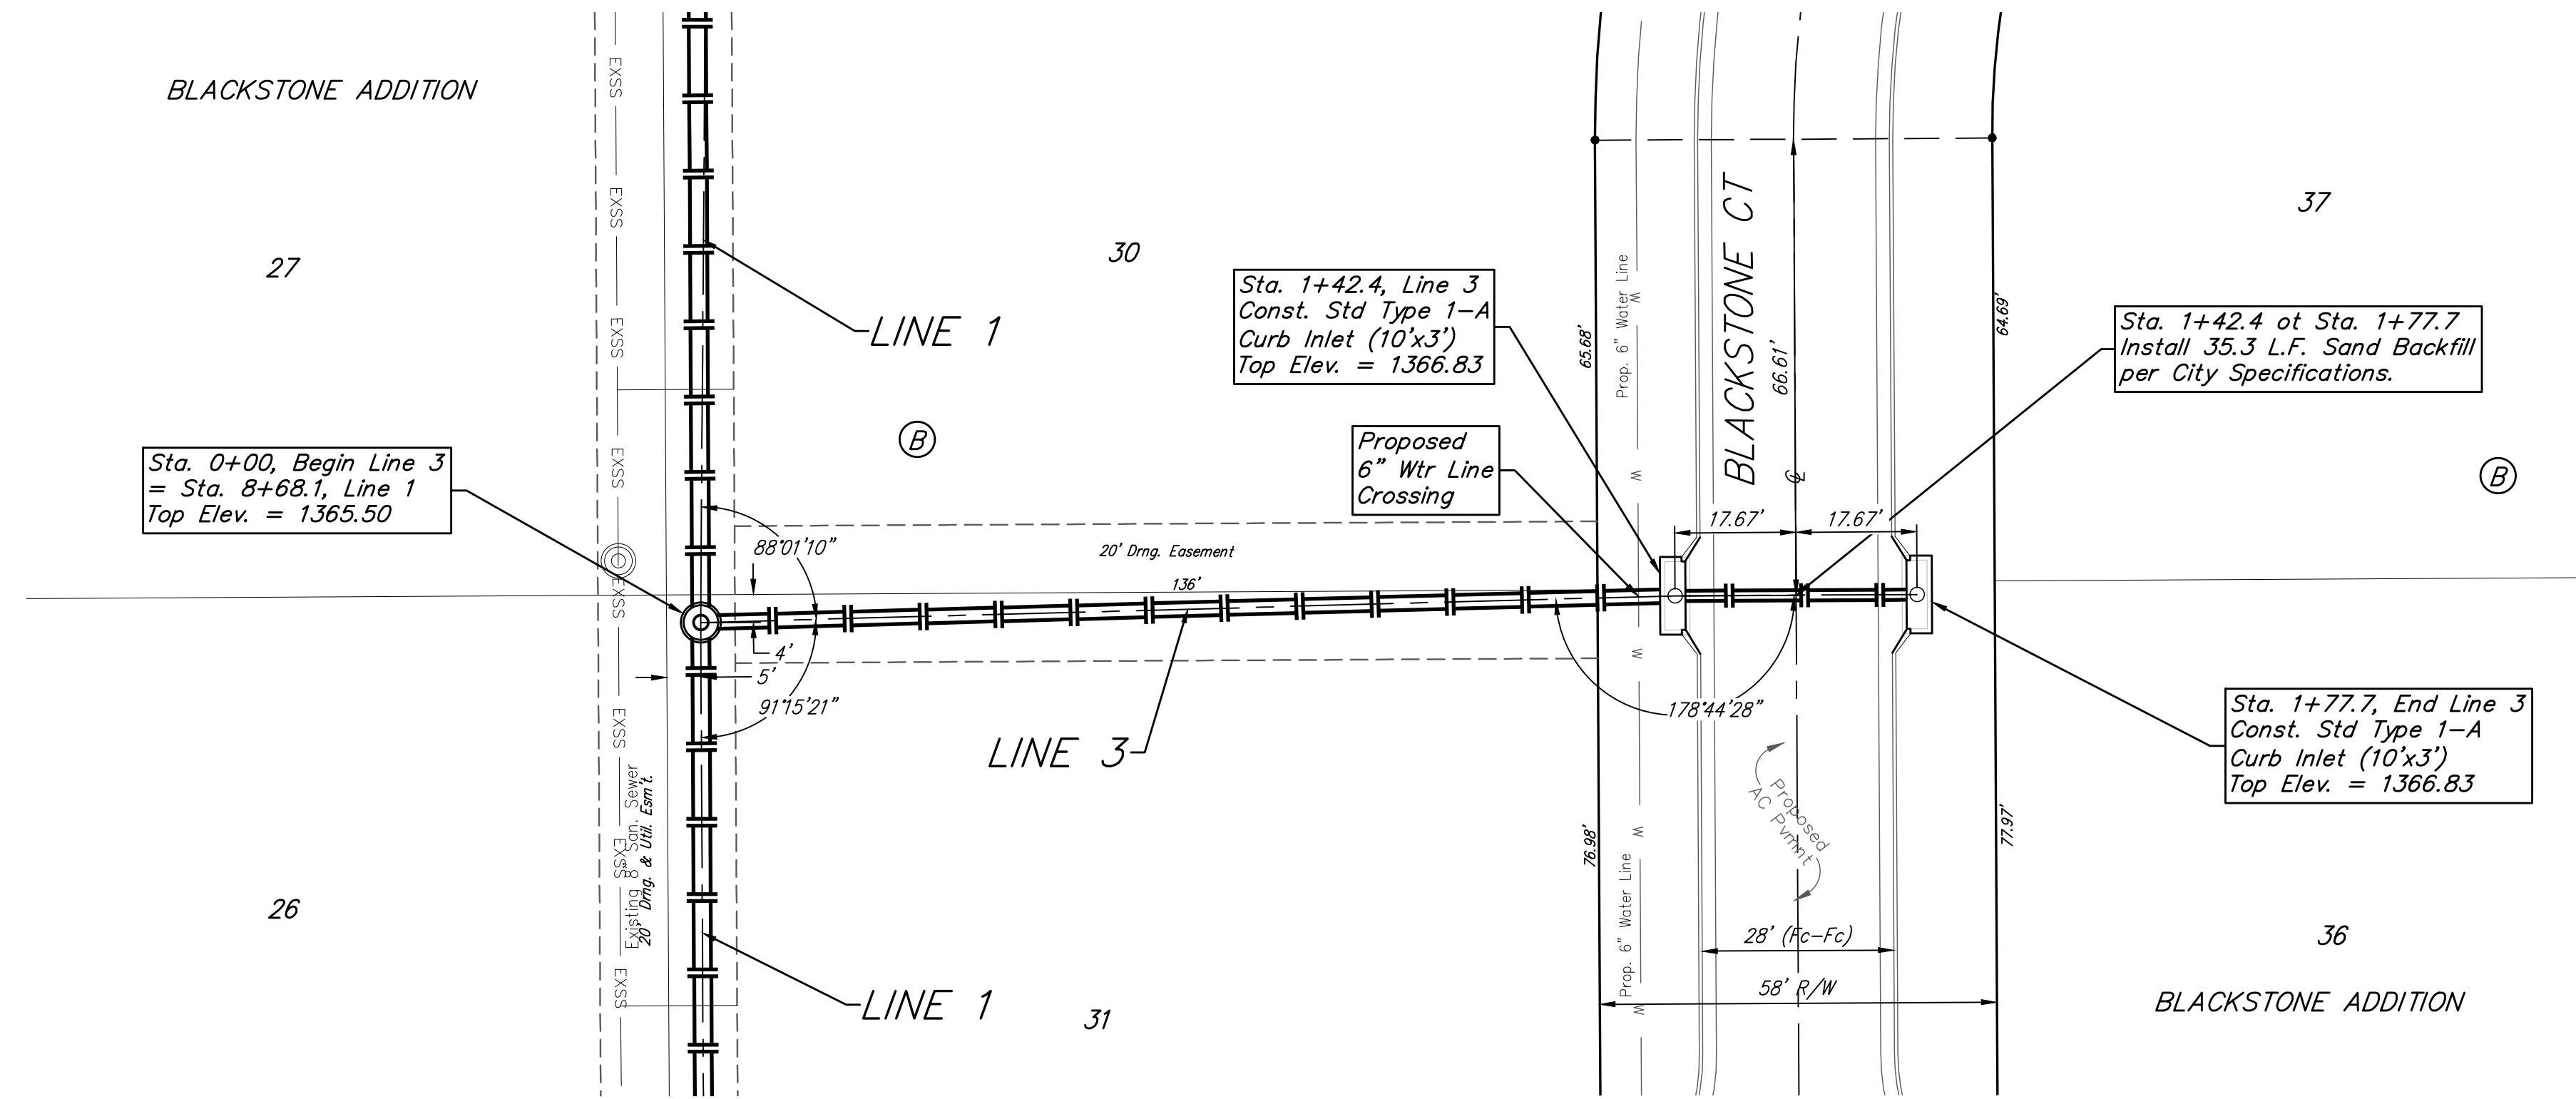 BLACKSTONE ADDITION
27
30
37
LINE 1
Sta. 1+42.4, Line 3
Const. Std Type 1-A
Curb Inlet (10'x3')
Top Elev. = 1366.83
Prop. 6" Water Line
W
W
65.68'
BLACKSTONE CT
66.61'
℄
64.69'
Sta. 1+42.4 ot Sta. 1+77.7
Install 35.3 L.F. Sand Backfill
per City Specifications.
EXSS
EXSS
EXSS
EXSS
EXSS
EXSS
EXSS
EXSS
B
B
Sta. 0+00, Begin Line 3
= Sta. 8+68.1, Line 1
Top Elev. = 1365.50
Proposed
6" Wtr Line
Crossing
17.67'
17.67'
88°01'10"
20' Drng. Easement
136'
4'
5'
91°15'21"
W
178°44'28"
LINE 3
Sta. 1+77.7, End Line 3
Const. Std Type 1-A
Curb Inlet (10'x3')
Top Elev. = 1366.83
Proposed
AC Pvmnt
Existing 8" San. Sewer
20' Drng. & Util. Esm't.
76.98'
77.97'
W
Prop. 6" Water Line
W
26
28' (Fc-Fc)
58' R/W
36
LINE 1
31
BLACKSTONE ADDITION